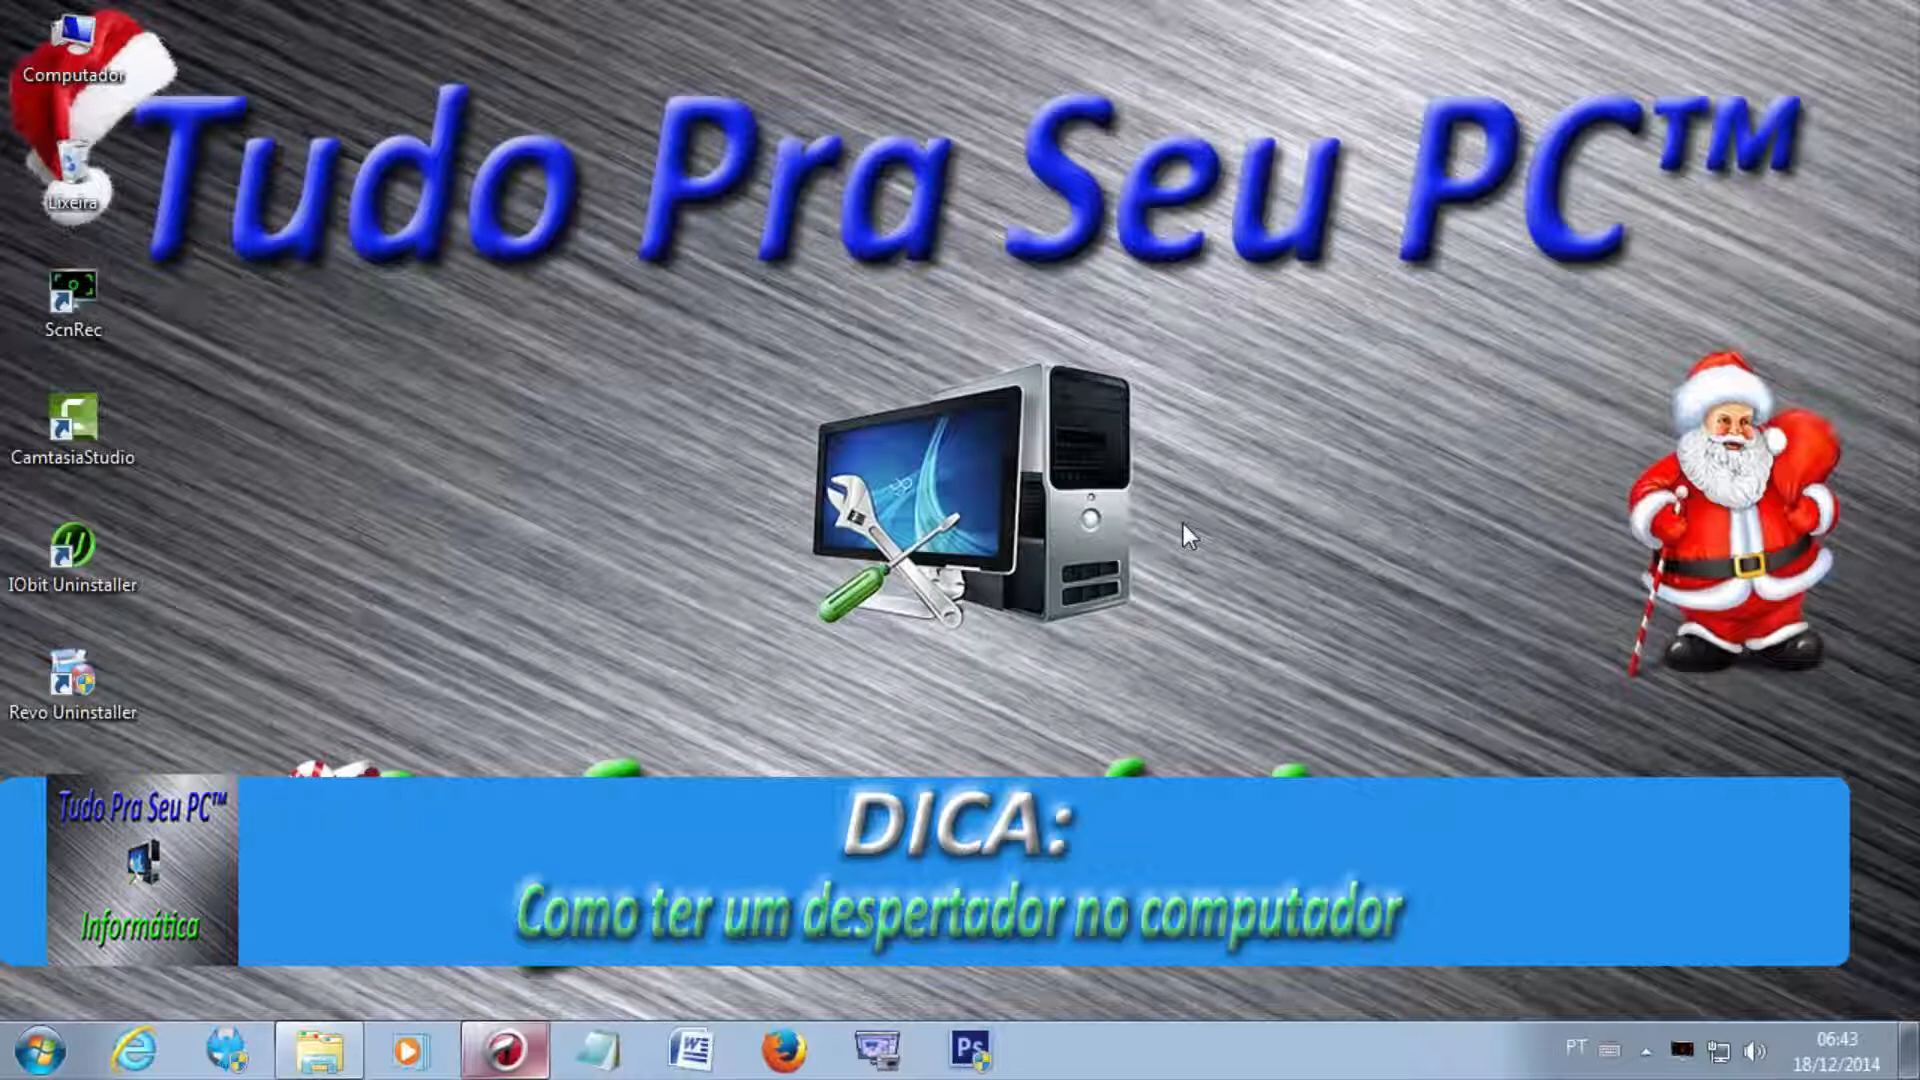 Computador
Tudo Pra Seu PC™
Lixeira
ScnRec
CamtasiaStudio
IObit Uninstaller
Revo Uninstaller
Tudo Pra Seu PC™
Informática
DICA:
Como ter um despertador no computador
W
Ps
PT
06:43
18/12/2014